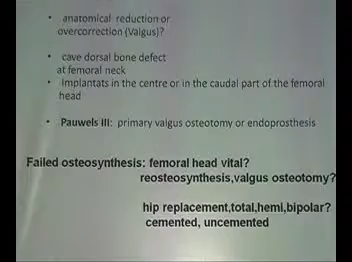 • anatomical reduction or
overcorrection (Valgus)?
• cave dorsal bone defect
at femoral neck
• Implantats in the centre or in the caudal part of the femoral
head
• Pauwels III: primary valgus osteotomy or endoprosthesis
Failed osteosynthesis: femoral head vital?
reosteosynthesis,valgus osteotomy?
hip replacement,total,hemi,bipolar?
cemented, uncemented